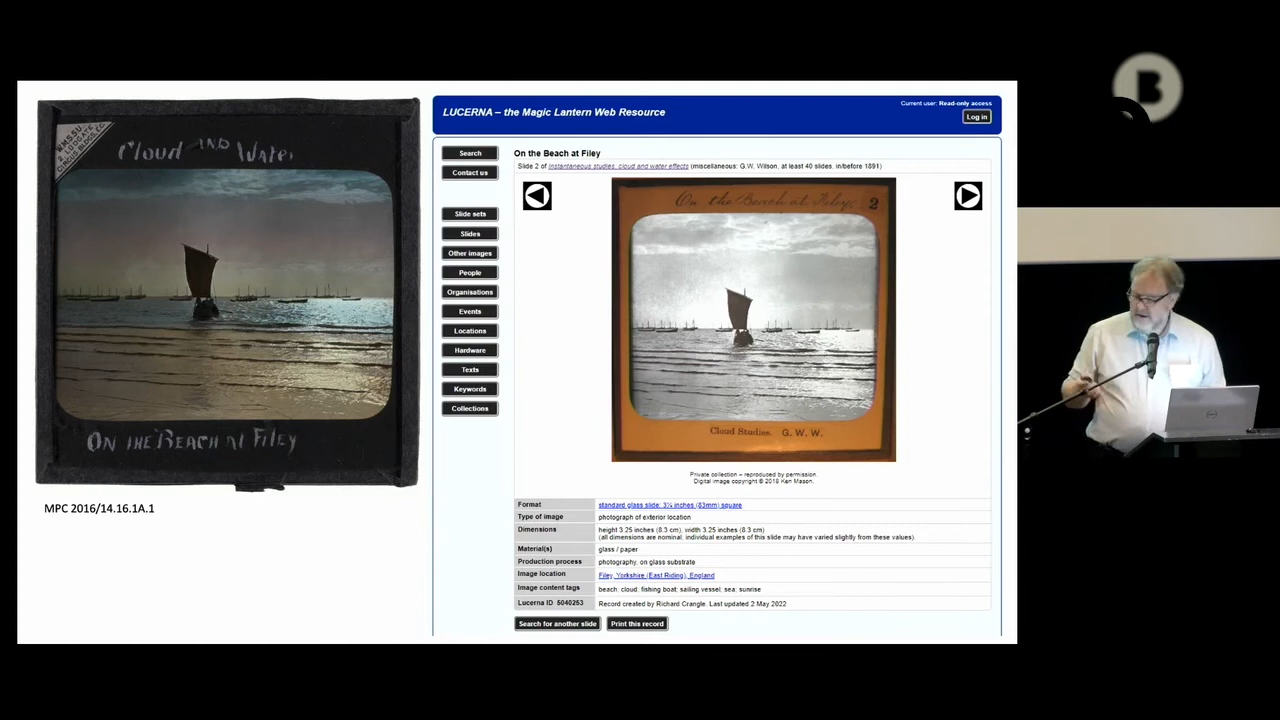 B
Cloud AND Water
ON THE BEACH at Filey
MPC 2016/14.16.1A.1
LUCERNA – the Magic Lantern Web Resource
Current user: Read-only access
Log in
Search
Contact us
Slide sets
Slides
Other images
People
Organisations
Events
Locations
Hardware
Texts
Keywords
Collections
On the Beach at Filey
Slide 2 of Instantaneous studies, cloud and water effects (miscellaneous: G.W. Wilson, at least 40 slides, in/before 1891)
On the Beach at Filey. 2
Cloud Studies. G. W. W.
Private collection – reproduced by permission.
Digital image copyright © 2018 Ken Mason.
Format standard glass slide: 3¼ inches (83mm) square
Type of image photograph of exterior location
Dimensions height 3.25 inches (8.3 cm), width 3.25 inches (8.3 cm)
(all dimensions are nominal, individual examples of this slide may have varied slightly from these values).
Material(s) glass / paper
Production process photography, on glass substrate
Image location Filey, Yorkshire (East Riding), England
Image content tags beach; cloud; fishing boat; sailing vessel; sea; sunrise
Lucerna ID 5040253 Record created by Richard Crangle. Last updated 2 May 2022
Search for another slide
Print this record
DELL